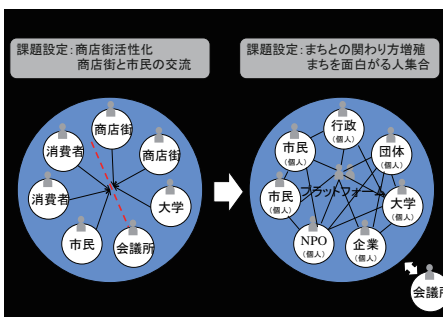 課題設定：商店街活性化
商店街と市民の交流
課題設定：まちとの関わり方増殖
まちを面白がる人集合
商店街
消費者
商店街
消費者
大学
市民
会議所
行政
(個人)
市民
(個人)
団体
(個人)
プラットフォーム
市民
(個人)
大学
(個人)
NPO
(個人)
企業
(個人)
会議所